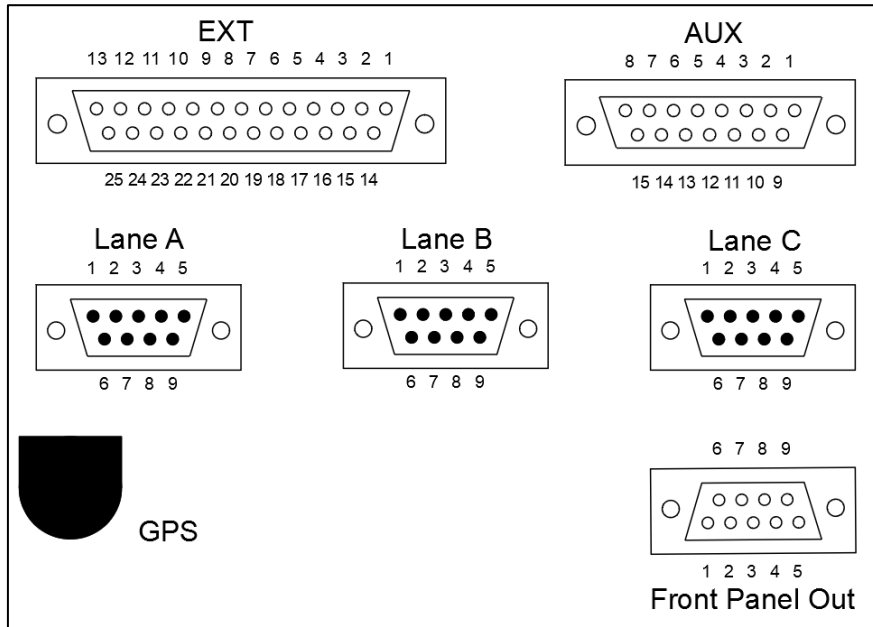 EXT
13 12 11 10 9 8 7 6 5 4 3 2 1
25 24 23 22 21 20 19 18 17 16 15 14
AUX
8 7 6 5 4 3 2 1
15 14 13 12 11 10 9
Lane A
1 2 3 4 5
6 7 8 9
Lane B
1 2 3 4 5
6 7 8 9
Lane C
1 2 3 4 5
6 7 8 9
GPS
6 7 8 9
1 2 3 4 5
Front Panel Out